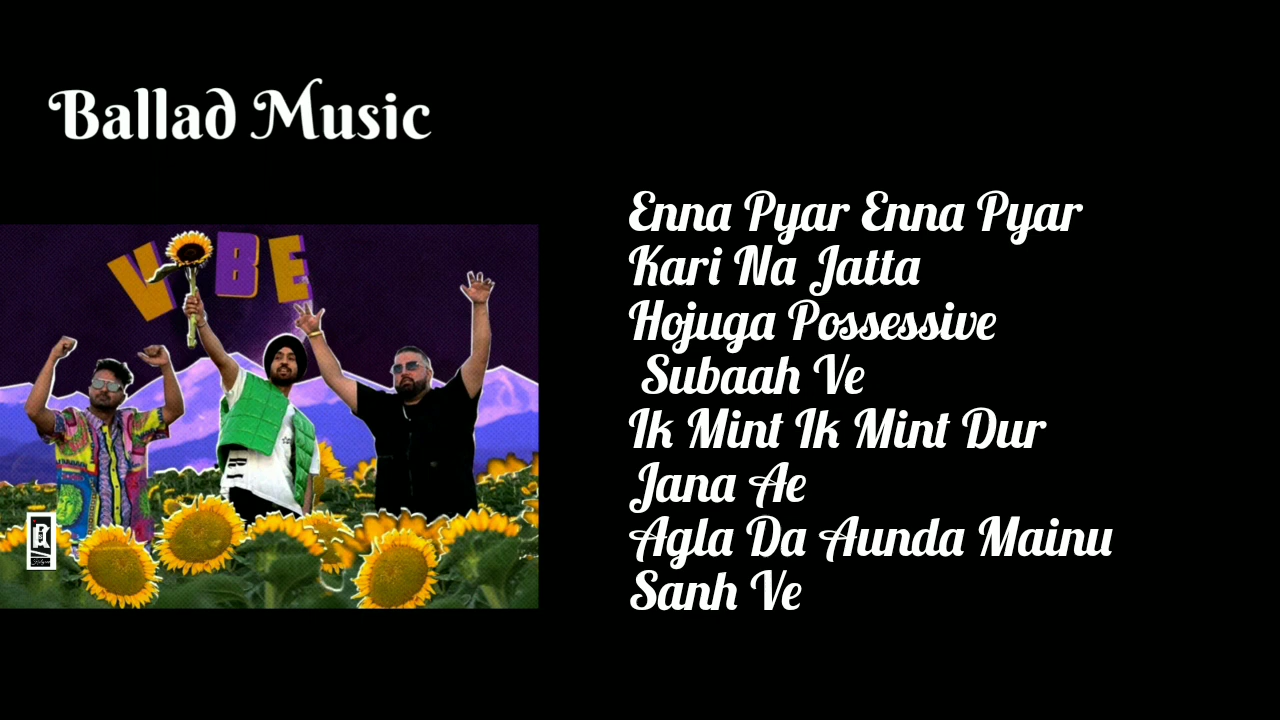 Ballad Music
VIBE
Enna Pyar Enna Pyar
Kari Na Jatta
Hojuga Possessive
Subaah Ve
Ik Mint Ik Mint Dur
Jana Ae
Agla Da Aunda Mainu
Sanh Ve